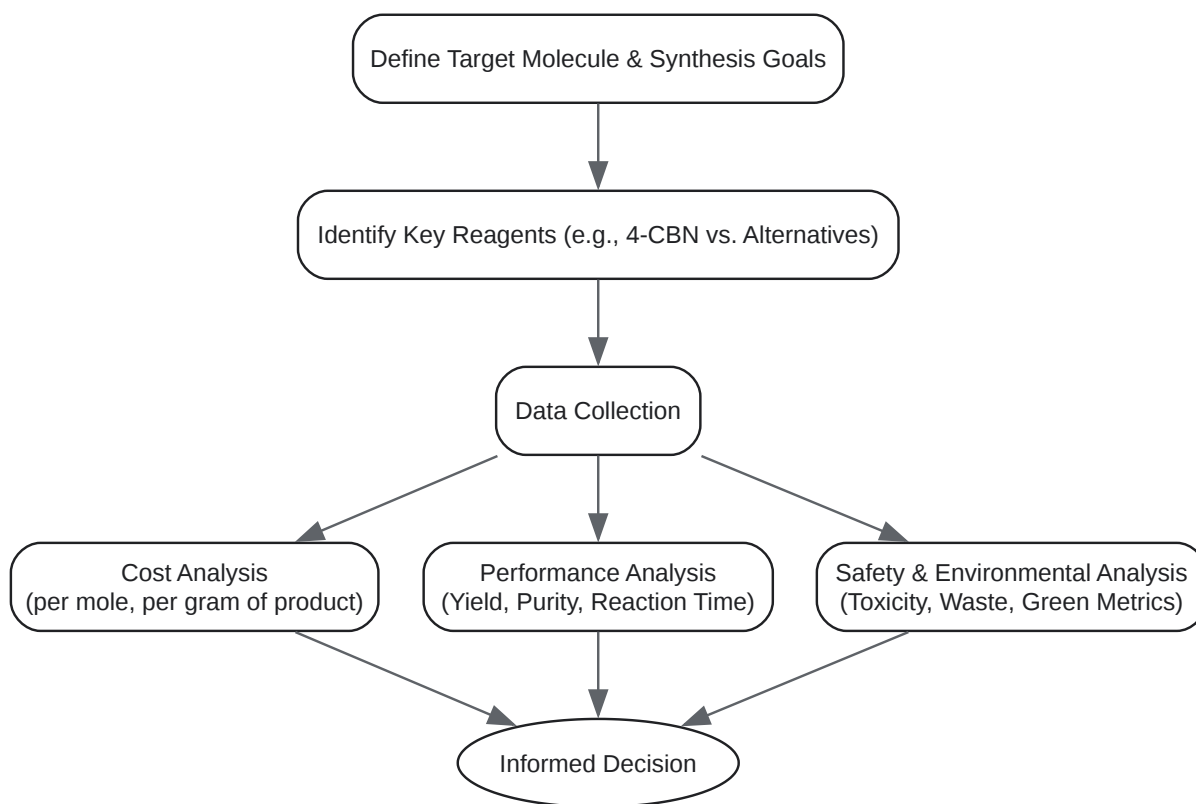 Define Target Molecule & Synthesis Goals
Identify Key Reagents (e.g., 4-CBN vs. Alternatives)
Data Collection
Cost Analysis
(per mole, per gram of product)
Performance Analysis
(Yield, Purity, Reaction Time)
Safety & Environmental Analysis
(Toxicity, Waste, Green Metrics)
Informed Decision